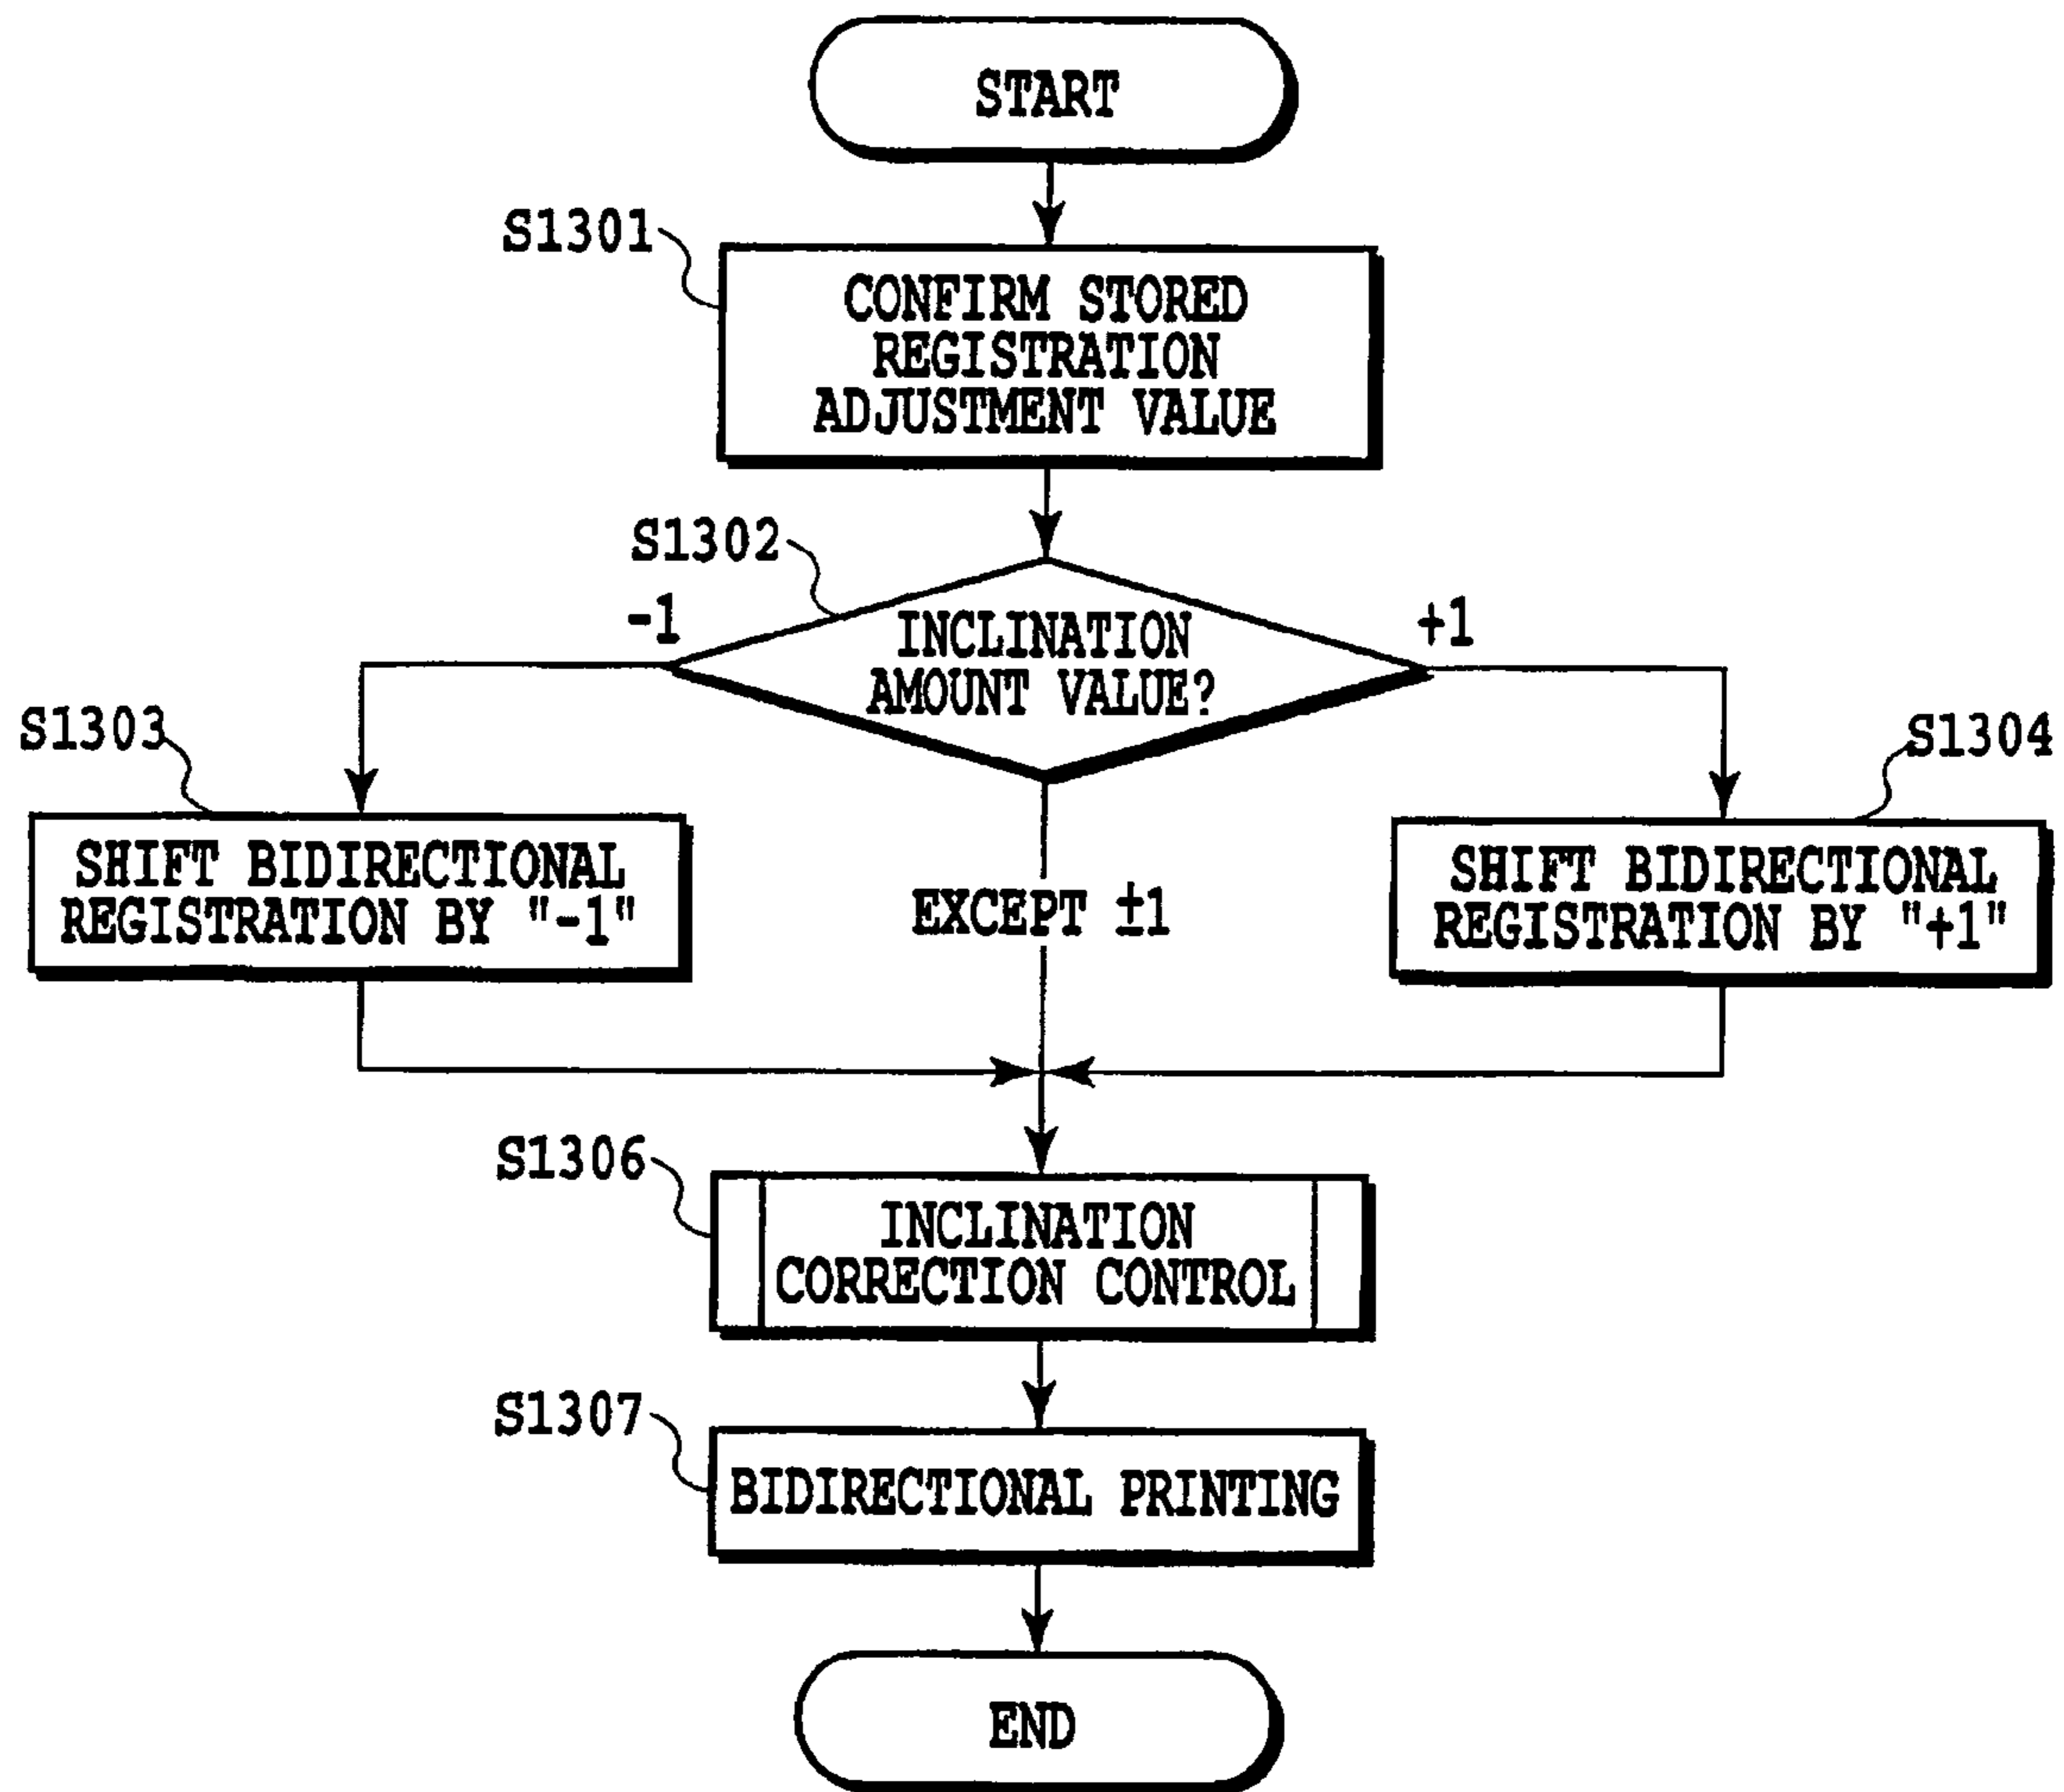 START
S1301
CONFIRM STORED
REGISTRATION
ADJUSTMENT VALUE
S1302
-1
+1
INCLINATION
AMOUNT VALUE?
S1303
S1304
SHIFT BIDIRECTIONAL
REGISTRATION BY "-1"
EXCEPT ±1
SHIFT BIDIRECTIONAL
REGISTRATION BY "+1"
S1306
INCLINATION
CORRECTION CONTROL
S1307
BIDIRECTIONAL PRINTING
END